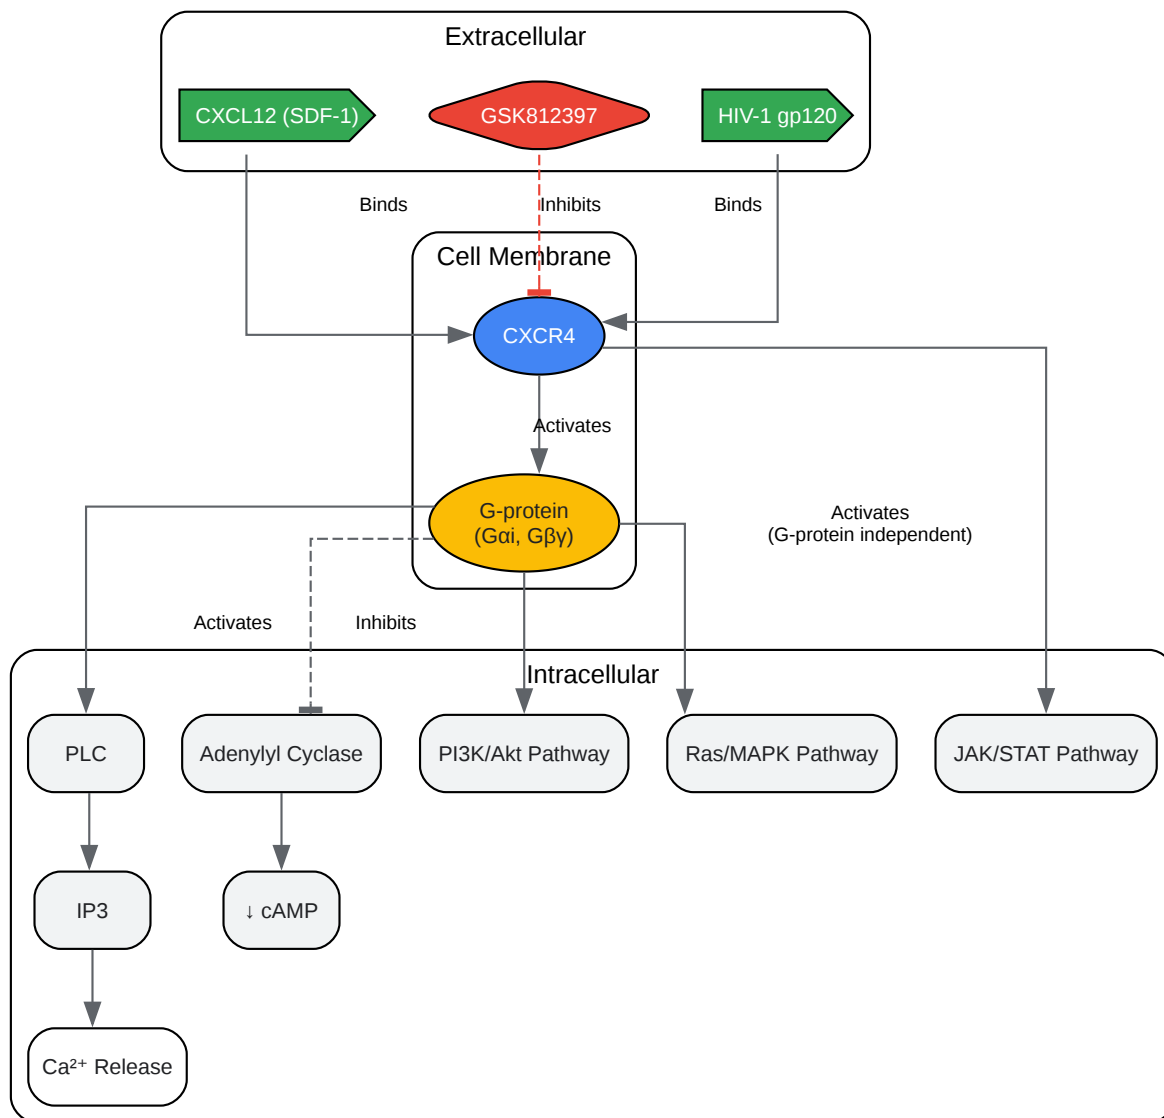 Extracellular
CXCL12 (SDF-1)
GSK812397
HIV-1 gp120
Binds
Inhibits
Binds
Cell Membrane
CXCR4
Activates
G-protein
(Gαi, Gβγ)
Activates
(G-protein independent)
Activates
Inhibits
Intracellular
PLC
Adenylyl Cyclase
PI3K/Akt Pathway
Ras/MAPK Pathway
JAK/STAT Pathway
IP3
↓ cAMP
Ca²⁺ Release